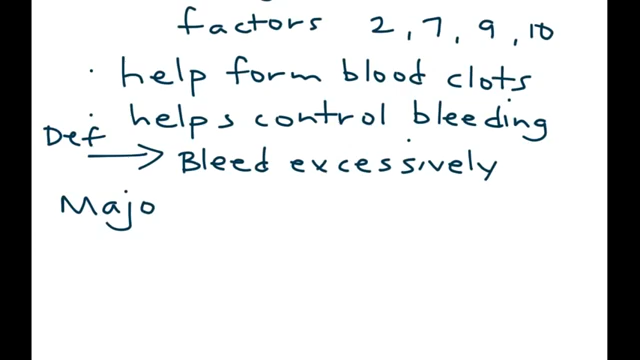 factors 2, 7, 9, 10
· help form blood clots
· helps control bleeding
Def → Bleed excessively
Majo